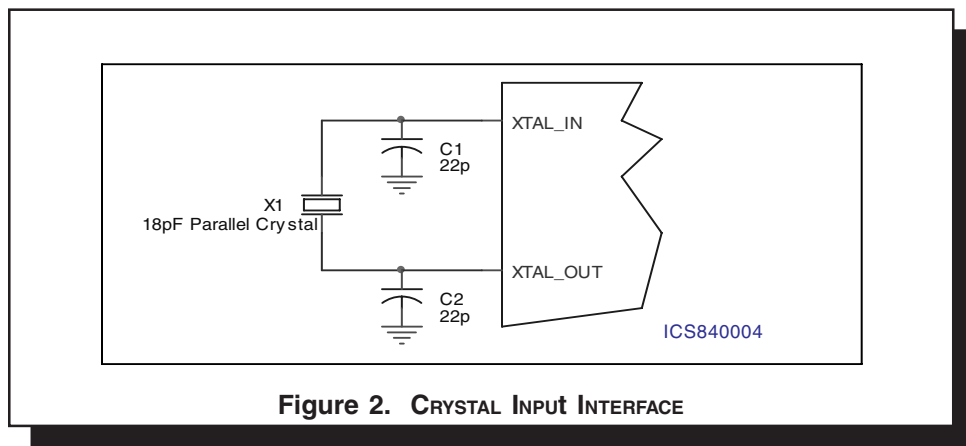 XTAL_IN
C1
22p
X1
18pF Parallel Crystal
XTAL_OUT
C2
22p
ICS840004
Figure 2. CRYSTAL INPUt INTERFACE